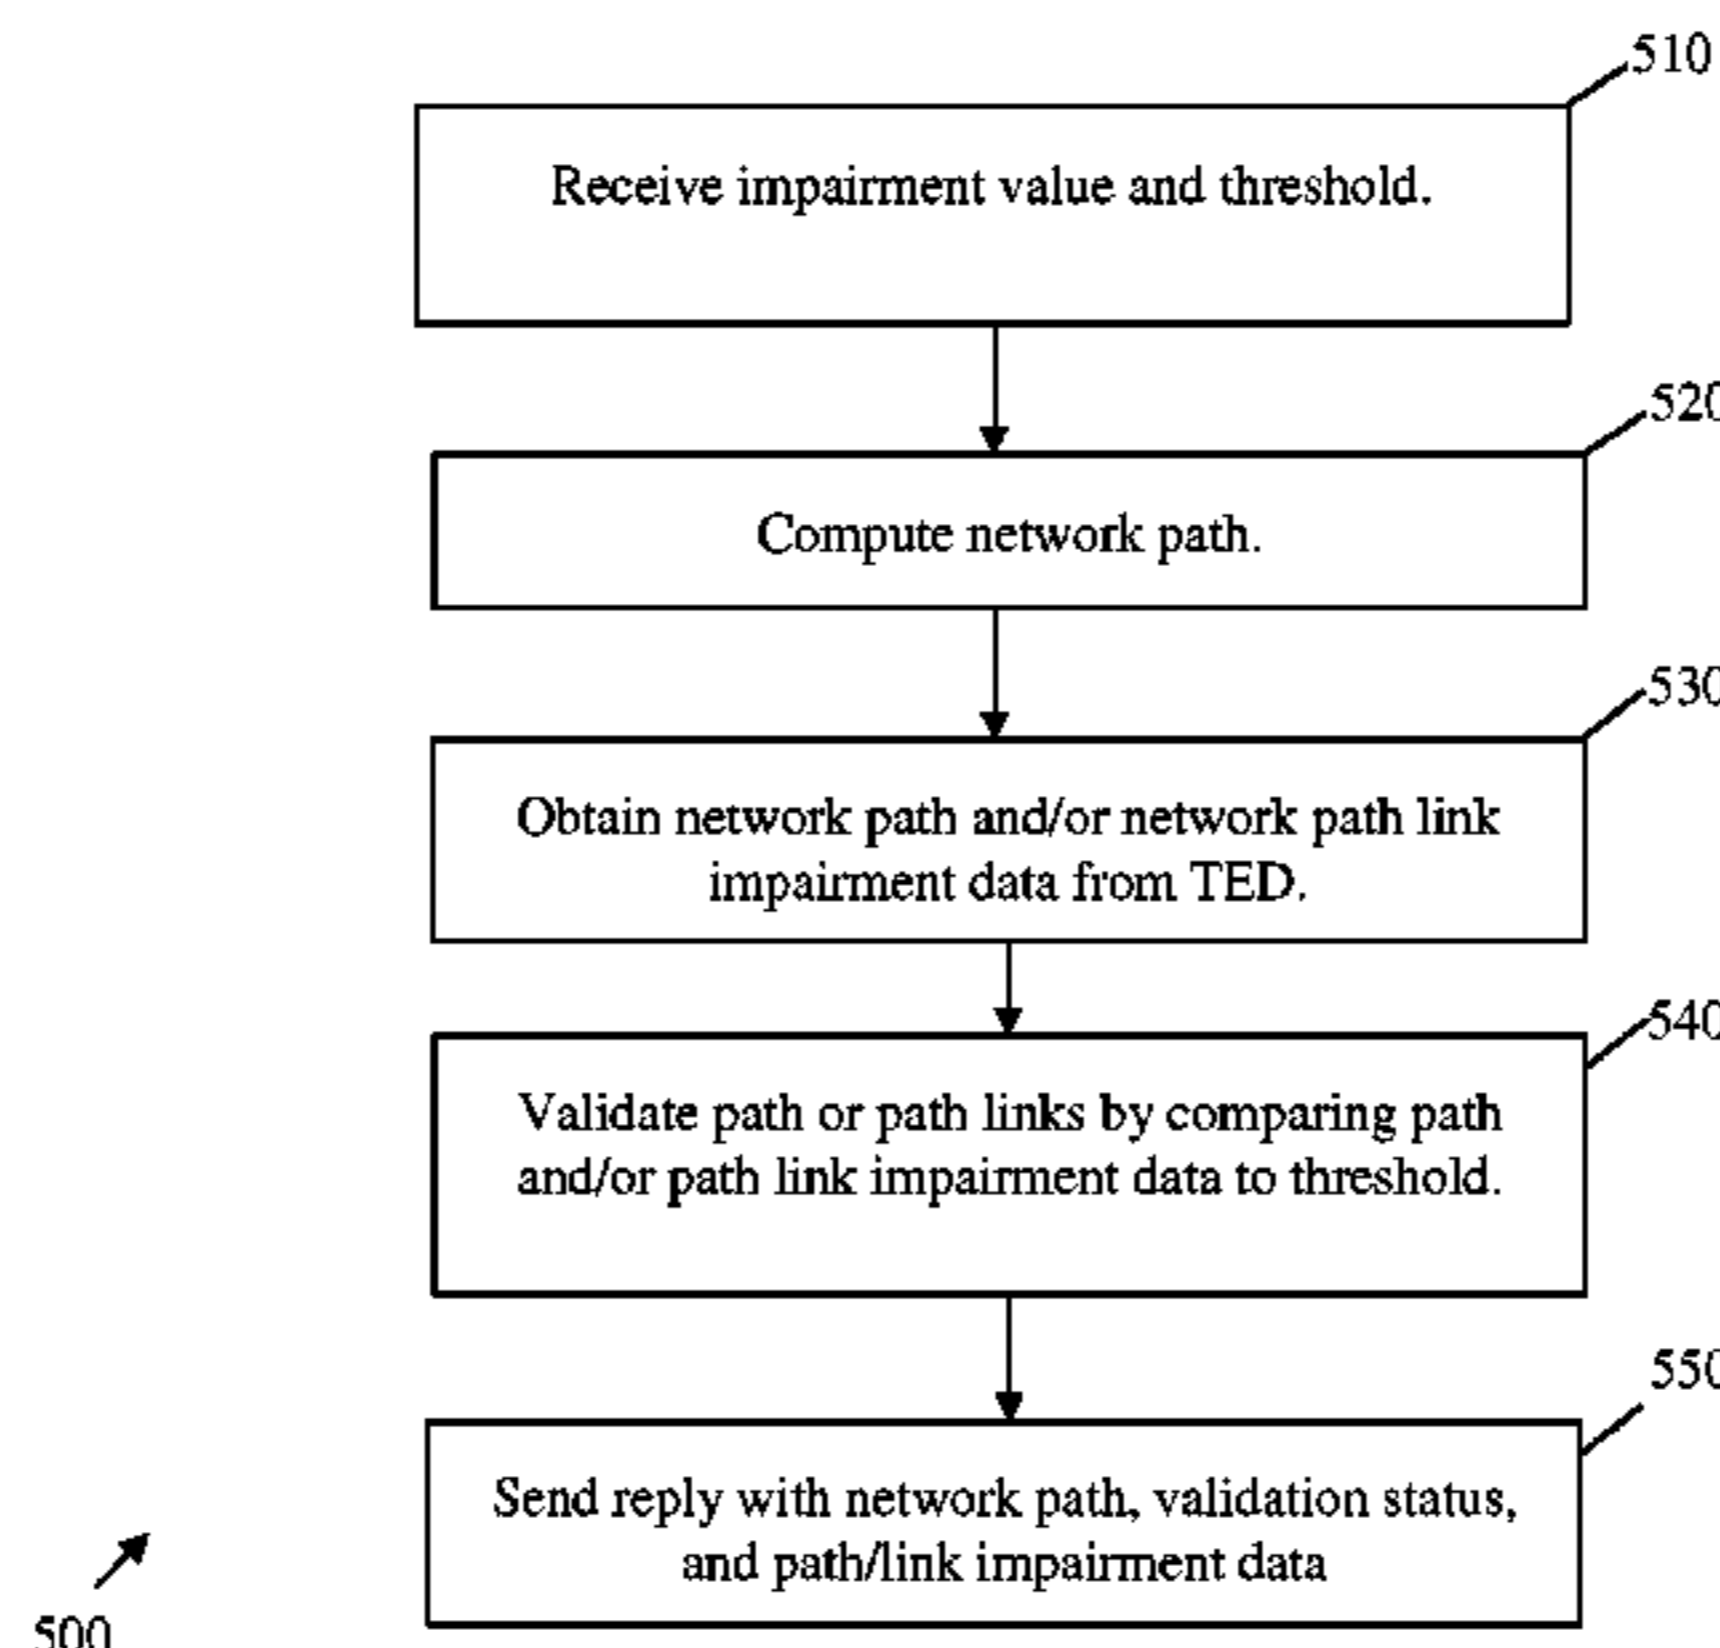 510
Receive impairment value and threshold.
520
Compute network path.
530
Obtain network path and/or network path link
impairment data from TED.
540
Validate path or path links by comparing path
and/or path link impairment data to threshold.
550
Send reply with network path, validation status,
and path/link impairment data
500